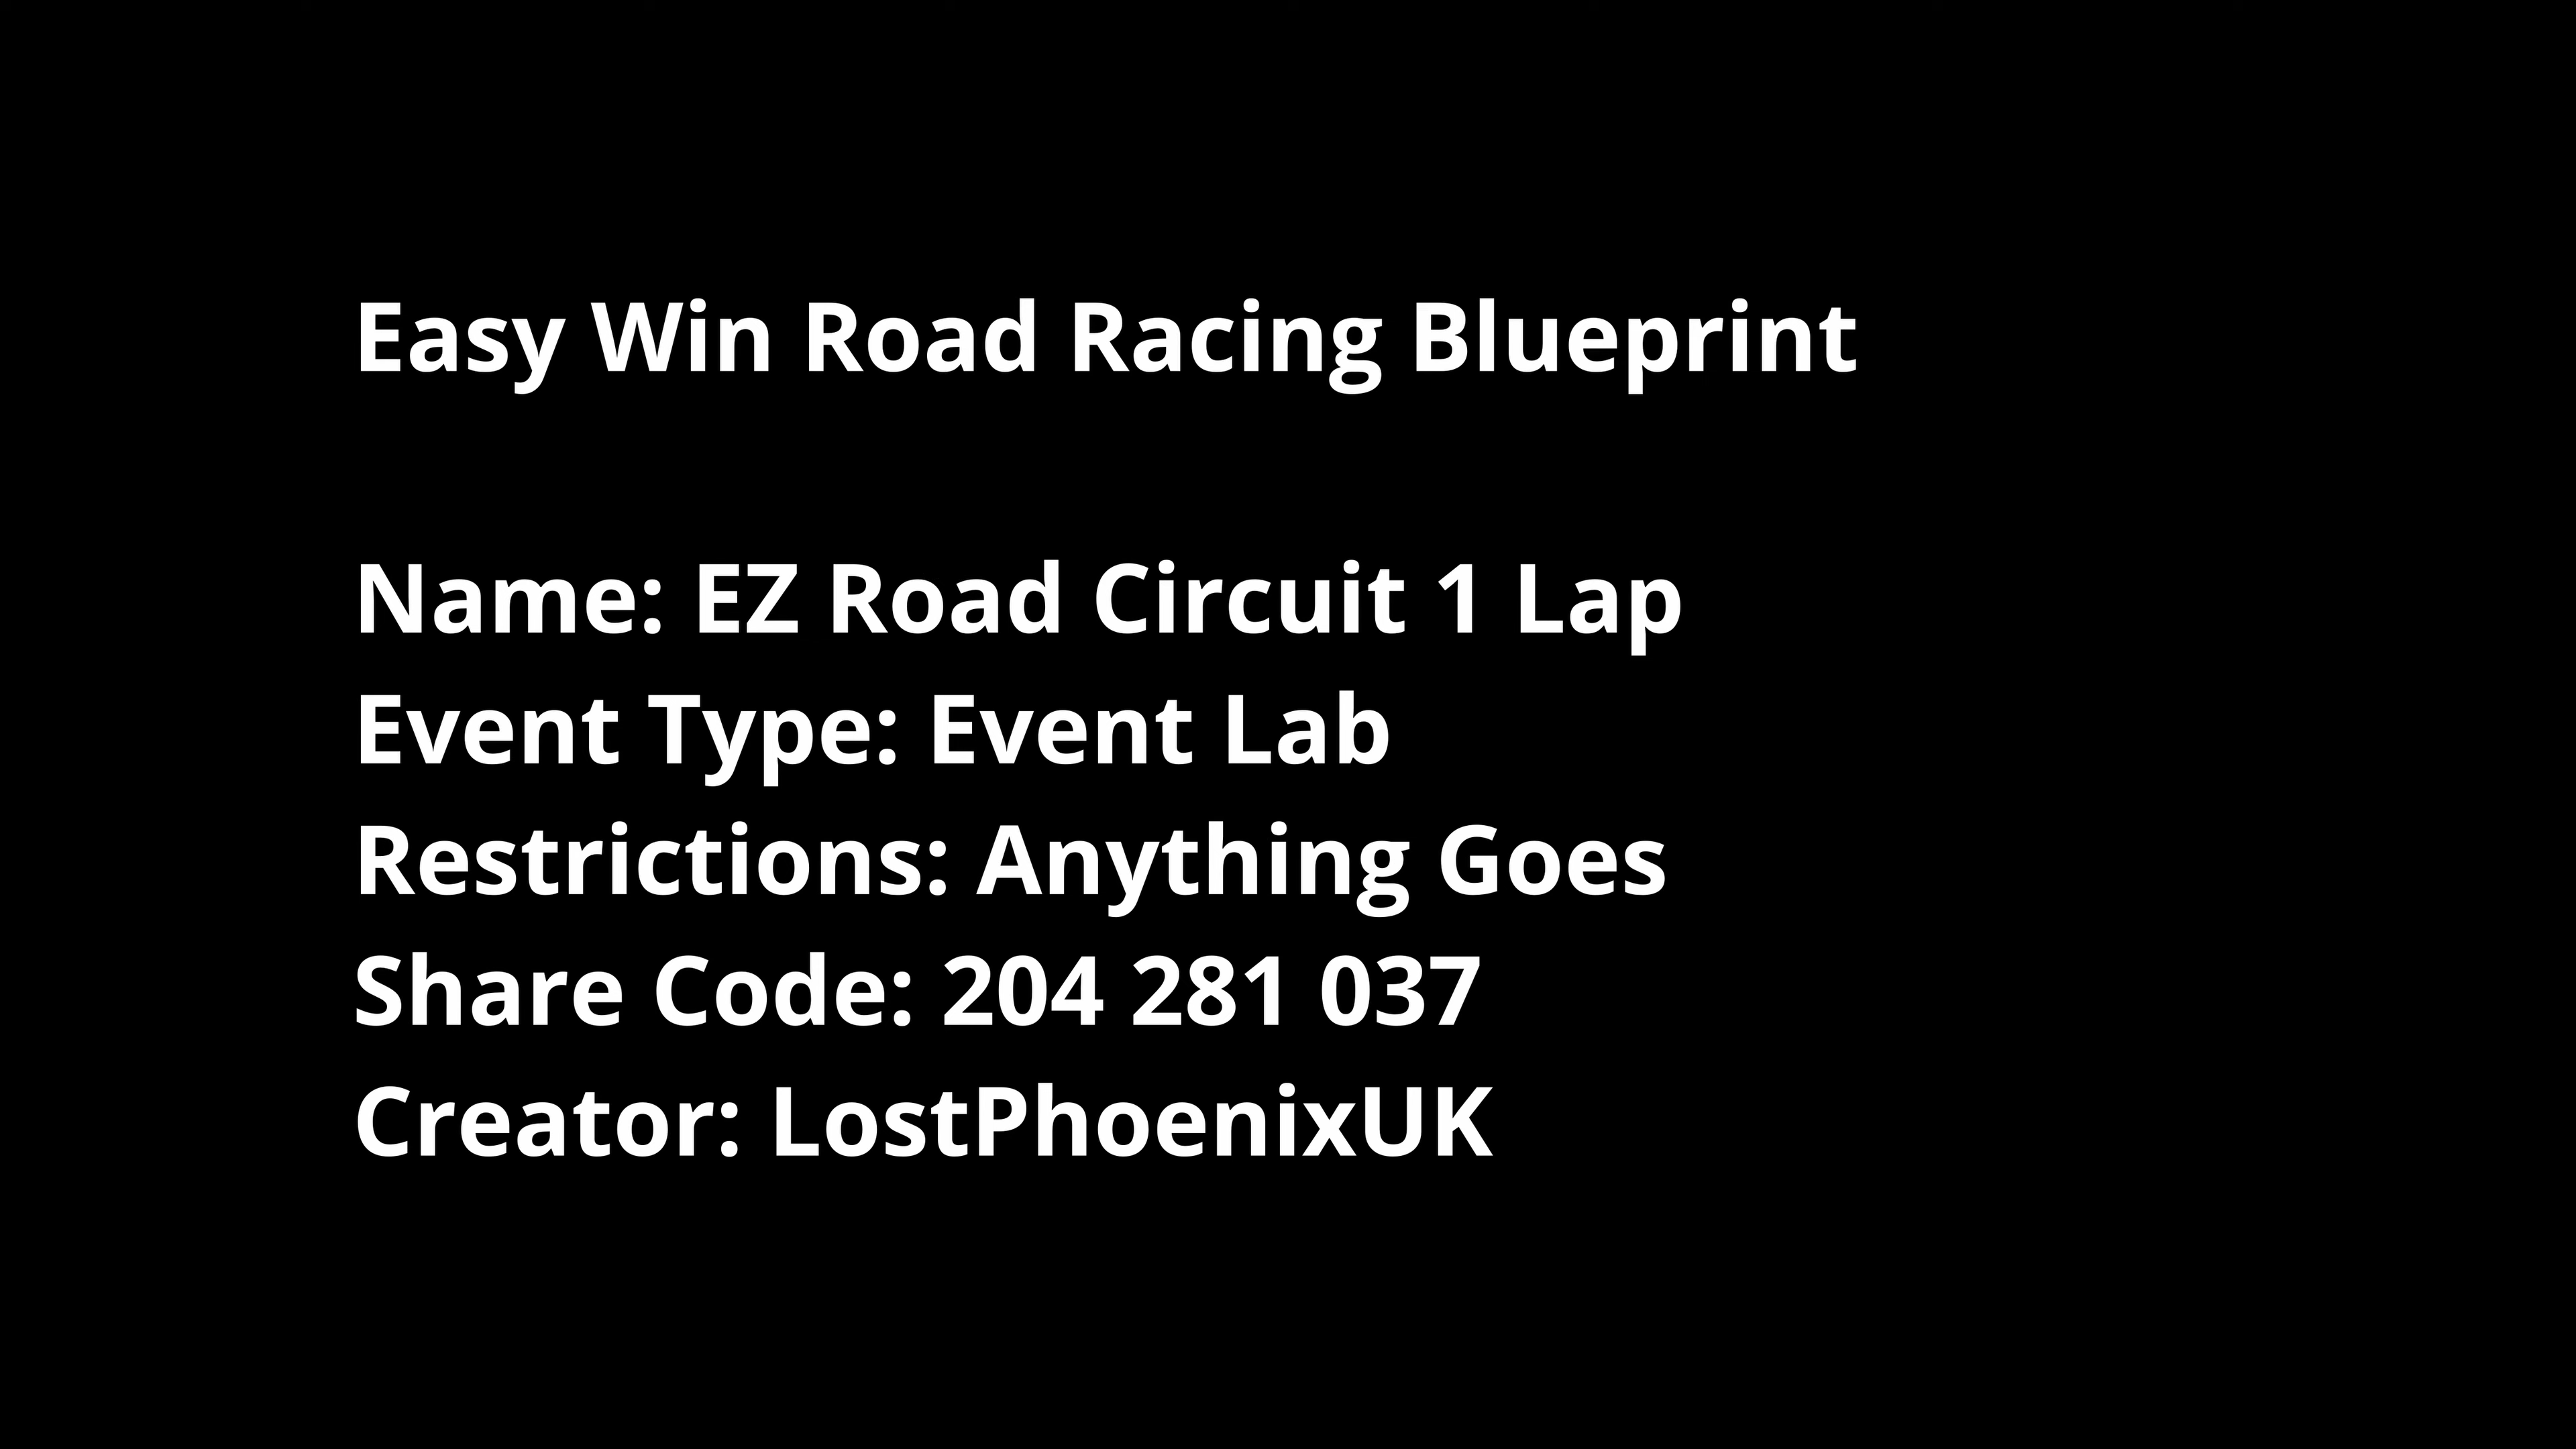 Easy Win Road Racing Blueprint
Name: EZ Road Circuit 1 Lap
Event Type: Event Lab
Restrictions: Anything Goes
Share Code: 204 281 037
Creator: LostPhoenixUK